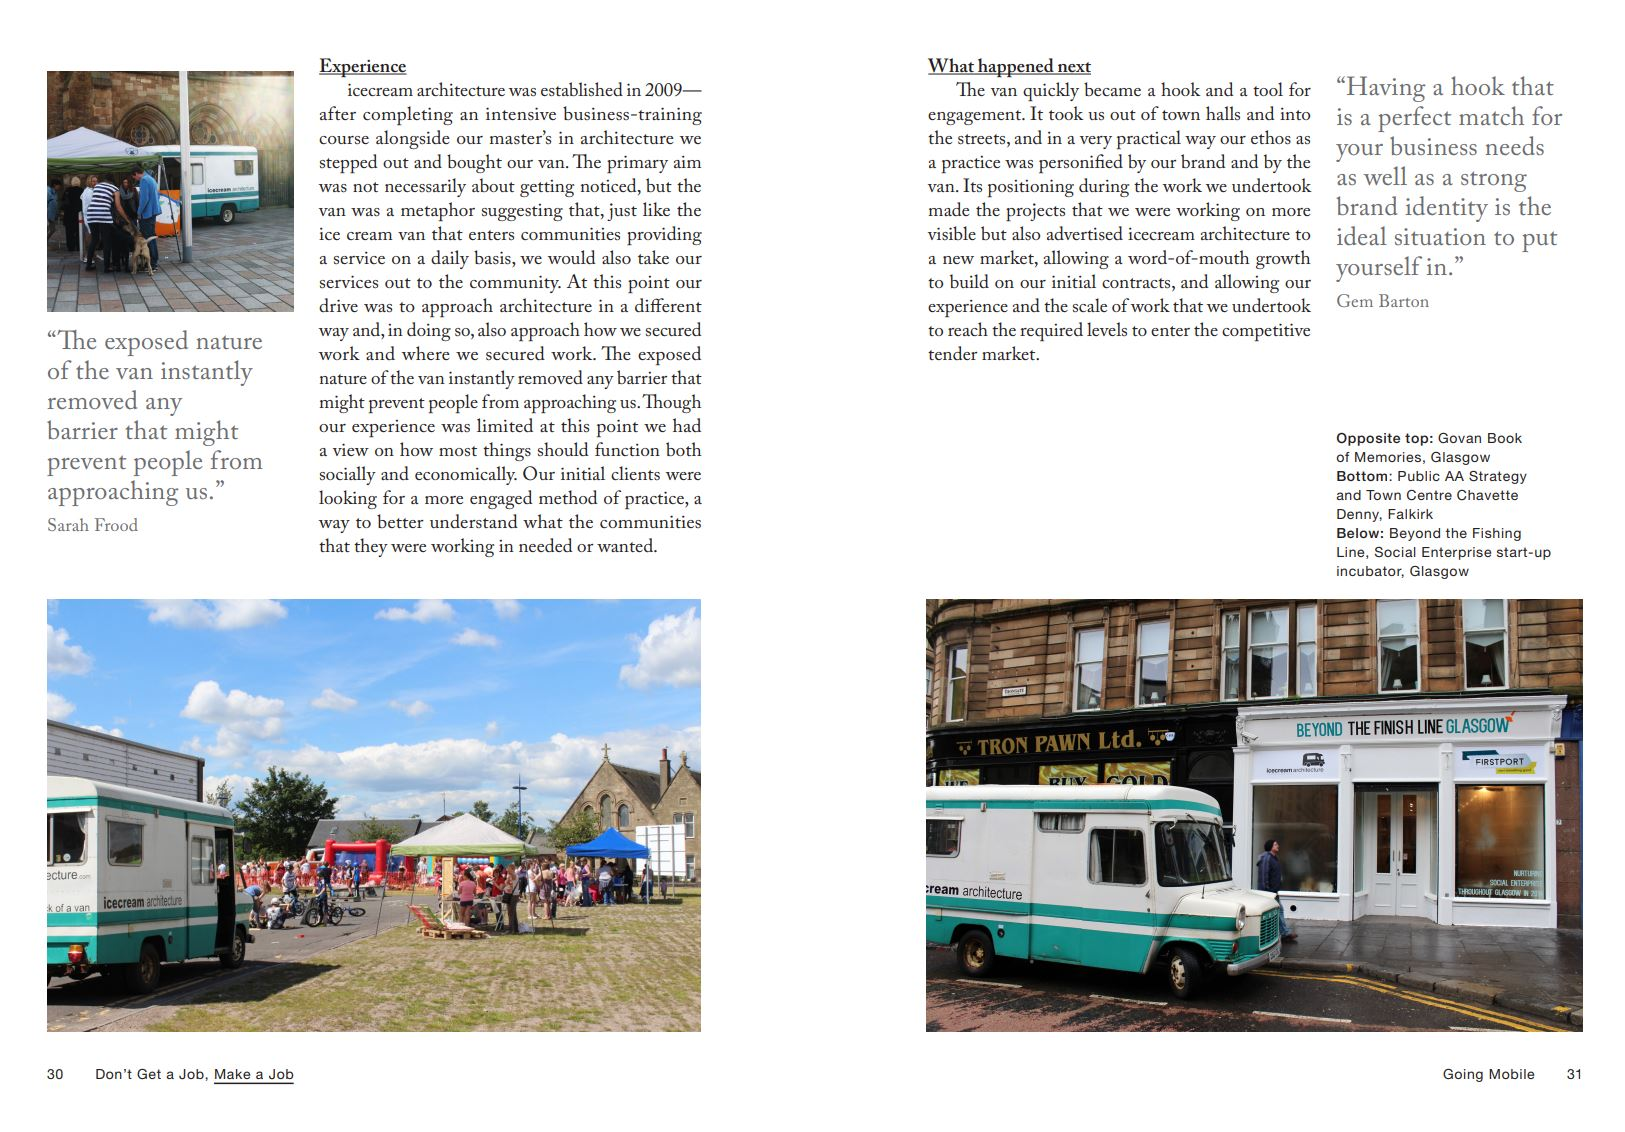 icecream architecture
“The exposed nature
of the van instantly
removed any
barrier that might
prevent people from
approaching us.”
Sarah Frood
Experience
icecream architecture was established in 2009—
after completing an intensive business-training
course alongside our master’s in architecture we
stepped out and bought our van. The primary aim
was not necessarily about getting noticed, but the
van was a metaphor suggesting that, just like the
ice cream van that enters communities providing
a service on a daily basis, we would also take our
services out to the community. At this point our
drive was to approach architecture in a different
way and, in doing so, also approach how we secured
work and where we secured work. The exposed
nature of the van instantly removed any barrier that
might prevent people from approaching us. Though
our experience was limited at this point we had
a view on how most things should function both
socially and economically. Our initial clients were
looking for a more engaged method of practice, a
way to better understand what the communities
that they were working in needed or wanted.
ecture.com
k of a van
icecream architecture
30 Don’t Get a Job, Make a Job
What happened next
The van quickly became a hook and a tool for
engagement. It took us out of town halls and into
the streets, and in a very practical way our ethos as
a practice was personified by our brand and by the
van. Its positioning during the work we undertook
made the projects that we were working on more
visible but also advertised icecream architecture to
a new market, allowing a word-of-mouth growth
to build on our initial contracts, and allowing our
experience and the scale of work that we undertook
to reach the required levels to enter the competitive
tender market.
“Having a hook that
is a perfect match for
your business needs
as well as a strong
brand identity is the
ideal situation to put
yourself in.”
Gem Barton
Opposite top: Govan Book
of Memories, Glasgow
Bottom: Public AA Strategy
and Town Centre Chavette
Denny, Falkirk
Below: Beyond the Fishing
Line, Social Enterprise start-up
incubator, Glasgow
TRONGATE
TRON PAWN Ltd.
BUY GOLD
BEYOND THE FINISH LINE GLASGOW
icecream architecture
FIRSTPORT
NURTURING
SOCIAL ENTERPRISE
THROUGHOUT GLASGOW IN
cream architecture
Going Mobile 31